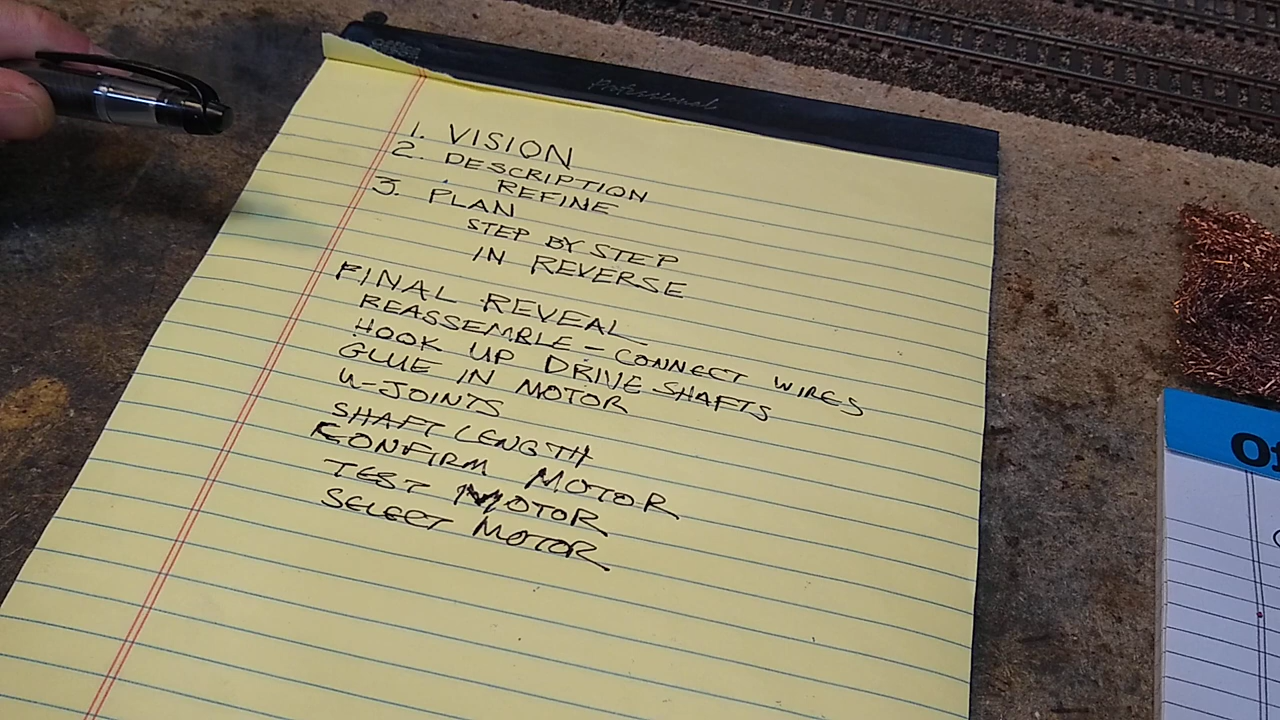 Professional
1. VISION
2. DESCRIPTION
. REFINE
3. PLAN
STEP BY STEP
IN REVERSE
FINAL REVEAL
REASSEMBLE - CONNECT WIRES
HOOK UP DRIVE SHAFTS
GLUE IN MOTOR
U-JOINTS
SHAFT LENGTH
CONFIRM MOTOR
TEST MOTOR
SELECT MOTOR